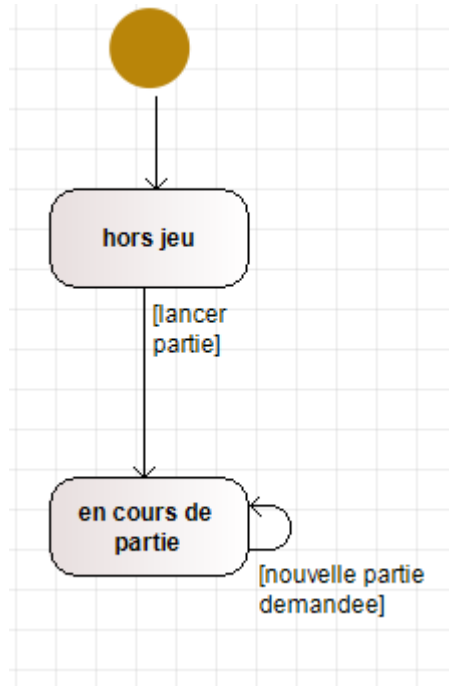 hors jeu
[lancer
partie]
en cours de
partie
[nouvelle partie
demandee]